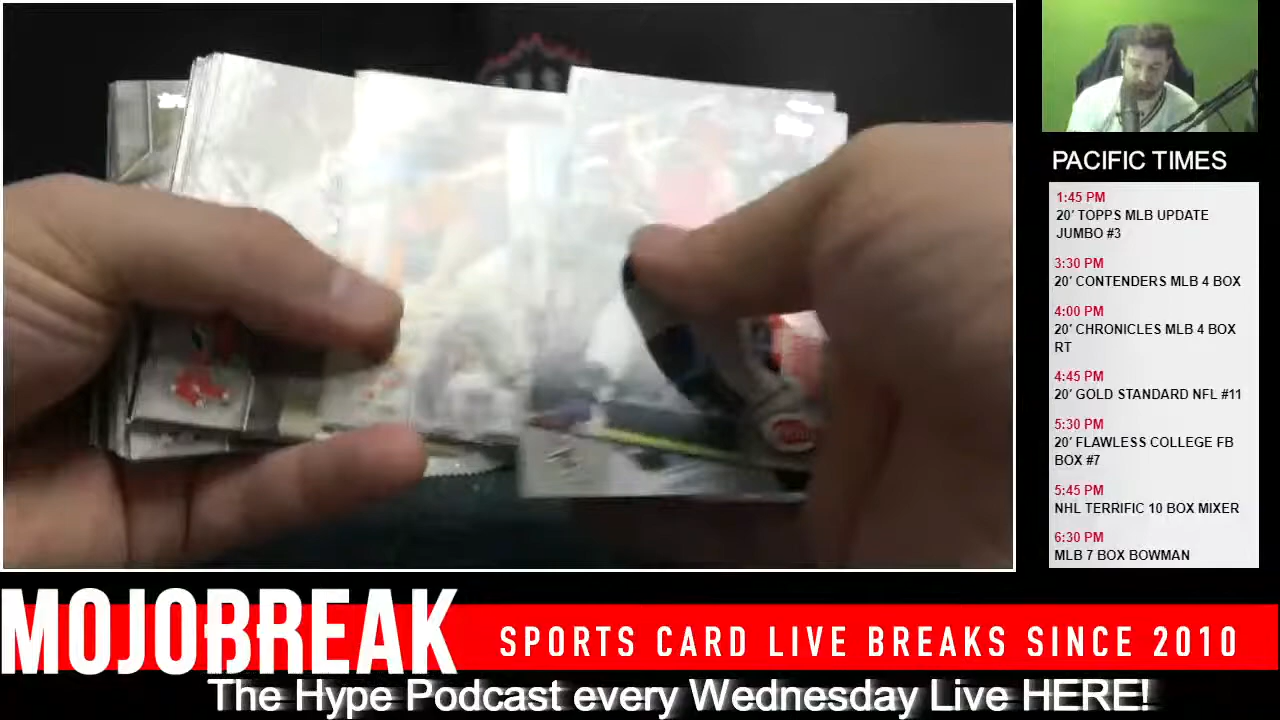 PACIFIC TIMES
1:45 PM
20' TOPPS MLB UPDATE
JUMBO #3
3:30 PM
20' CONTENDERS MLB 4 BOX
4:00 PM
20' CHRONICLES MLB 4 BOX
RT
4:45 PM
20' GOLD STANDARD NFL #11
5:30 PM
20' FLAWLESS COLLEGE FB
BOX #7
5:45 PM
NHL TERRIFIC 10 BOX MIXER
6:30 PM
MLB 7 BOX BOWMAN
MOJOBREAK
SPORTS CARD LIVE BREAKS SINCE 2010
The Hype Podcast every Wednesday Live HERE!